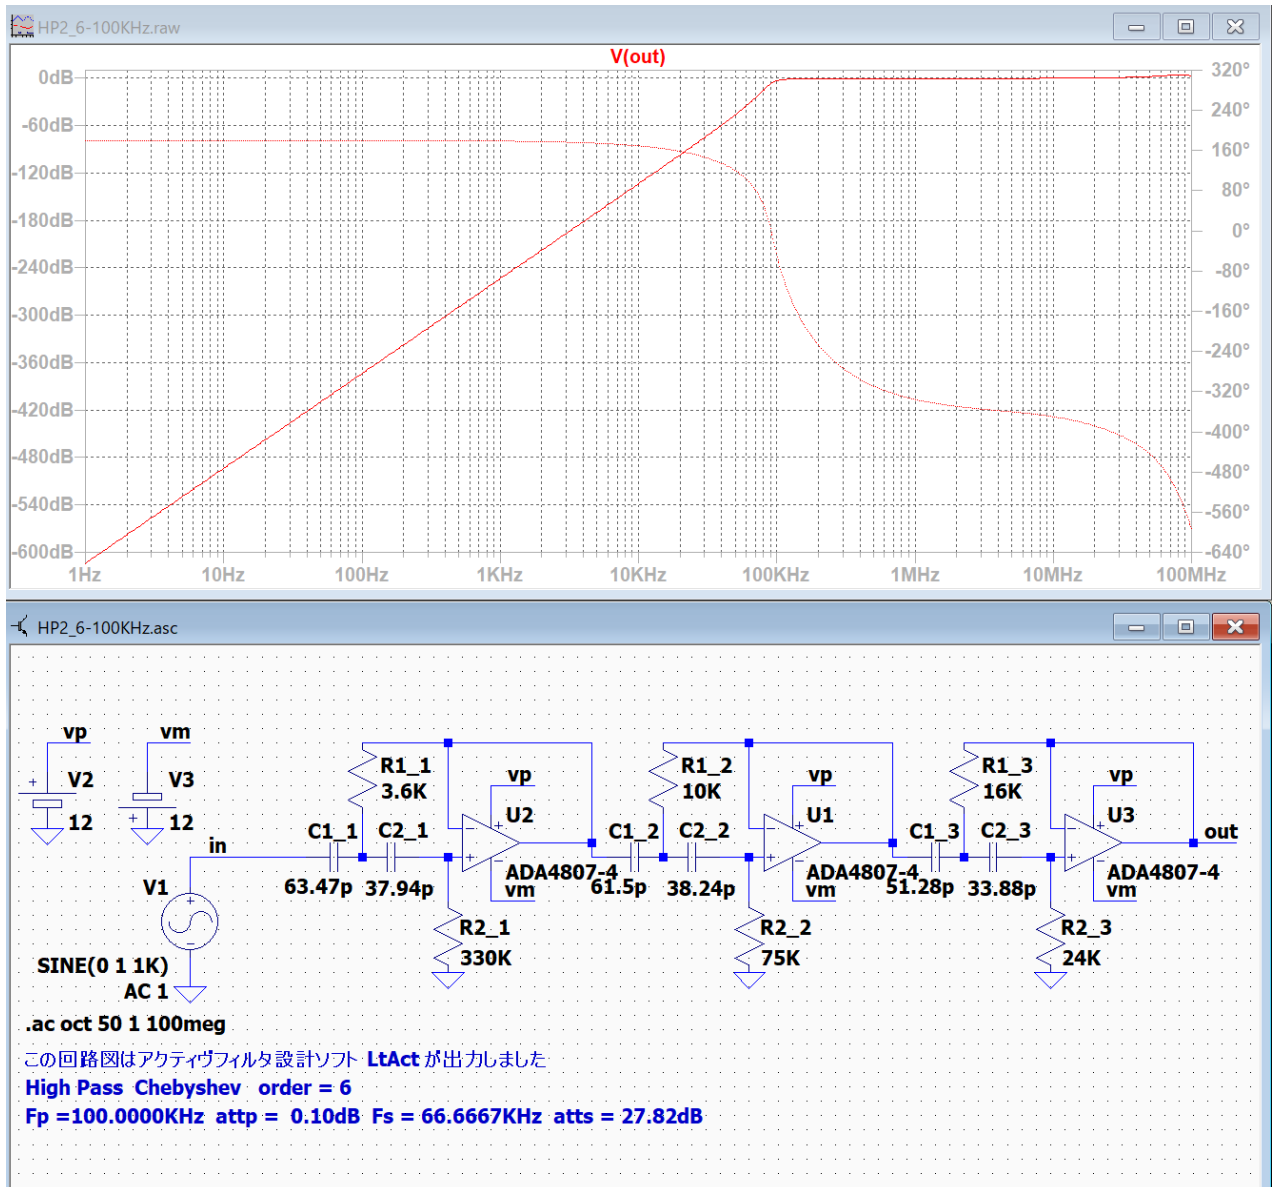 HP2_6-100KHz.raw
V(out)
0dB
-60dB
-120dB
-180dB
-240dB
-300dB
-360dB
-420dB
-480dB
-540dB
-600dB
320°
240°
160°
80°
0°
-80°
-160°
-240°
-320°
-400°
-480°
-560°
-640°
1Hz 10Hz 100Hz 1KHz 10KHz 100KHz 1MHz 10MHz 100MHz
HP2_6-100KHz.asc
vp vm
V2 V3
12 12
in
V1
SINE(0 1 1K)
AC 1
R1_1
3.6K
C1_1 C2_1
63.47p 37.94p
vp
U2
ADA4807-4
vm
R2_1
330K
R1_2
10K
C1_2 C2_2
61.5p 38.24p
vp
U1
ADA4807-4
vm
R2_2
75K
R1_3
16K
C1_3 C2_3
51.28p 33.88p
vp
U3
ADA4807-4
vm
R2_3
24K
out
.ac oct 50 1 100meg
この回路図はアクティヴフィルタ設計ソフト LtAct が出力しました
High Pass Chebyshev order = 6
Fp =100.0000KHz attp = 0.10dB Fs = 66.6667KHz atts = 27.82dB